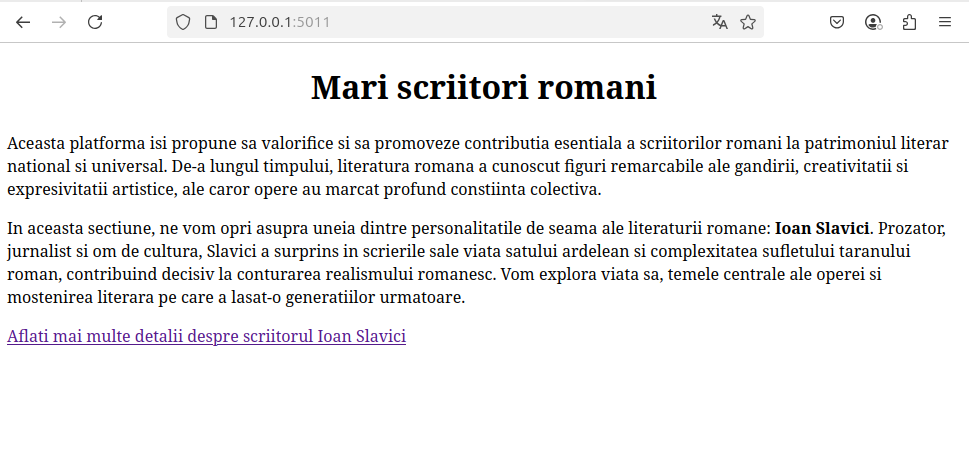 127.0.0.1:5011
Mari scriitori romani
Aceasta platforma isi propune sa valorifice si sa promoveze contributia esentiala a scriitorilor romani la patrimoniul literar
national si universal. De-a lungul timpului, literatura romana a cunoscut figuri remarcabile ale gandirii, creativitatii si
expresivitatii artistice, ale caror opere au marcat profund constiinta colectiva.
In aceasta sectiune, ne vom opri asupra uneia dintre personalitatile de seama ale literaturii romane: Ioan Slavici. Prozator,
jurnalist si om de cultura, Slavici a surprins in scrierile sale viata satului ardelean si complexitatea sufletului taranului
roman, contribuind decisiv la conturarea realismului romanesc. Vom explora viata sa, temele centrale ale operei si
mostenirea literara pe care a lasat-o generatiilor urmatoare.
Aflati mai multe detalii despre scriitorul Ioan Slavici